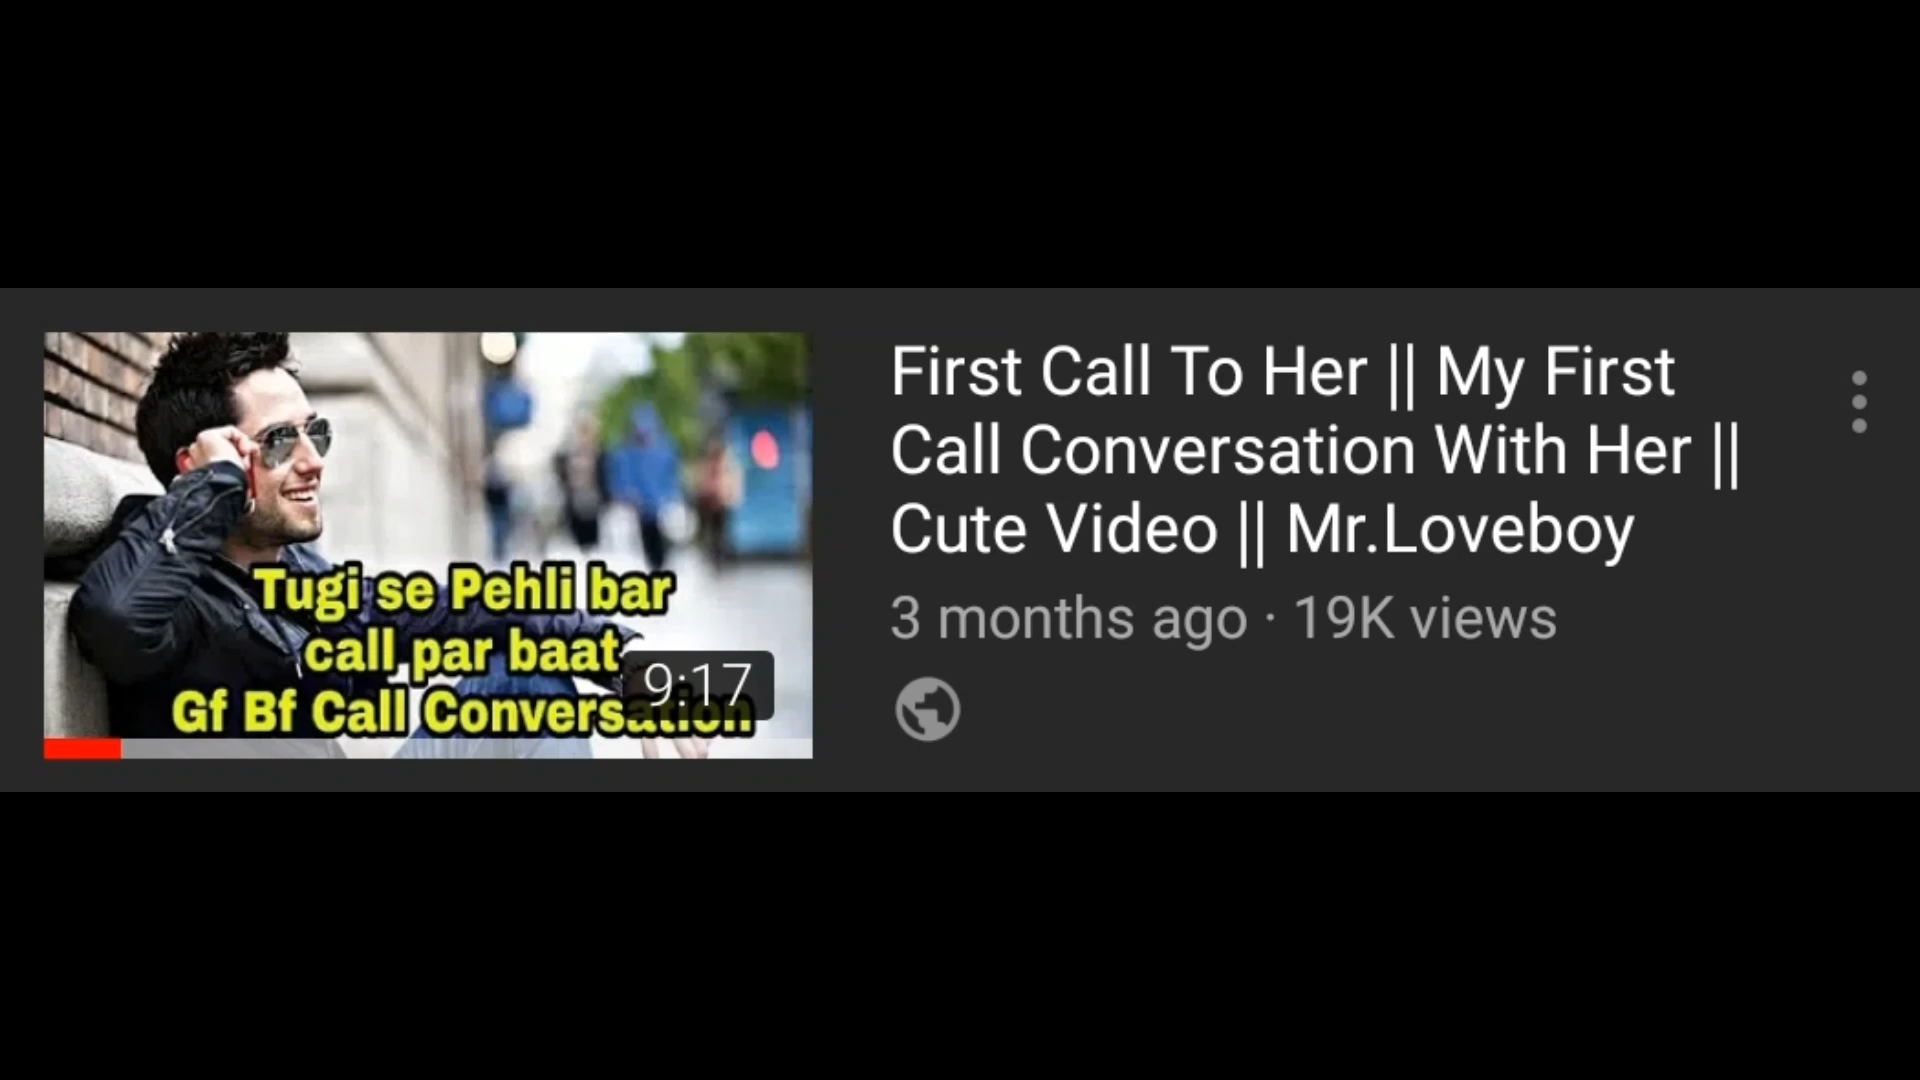 Tugi se Pehli bar
call par baat
Gf Bf Call Conversation
9:17
First Call To Her || My First
Call Conversation With Her ||
Cute Video || Mr.Loveboy
3 months ago · 19K views